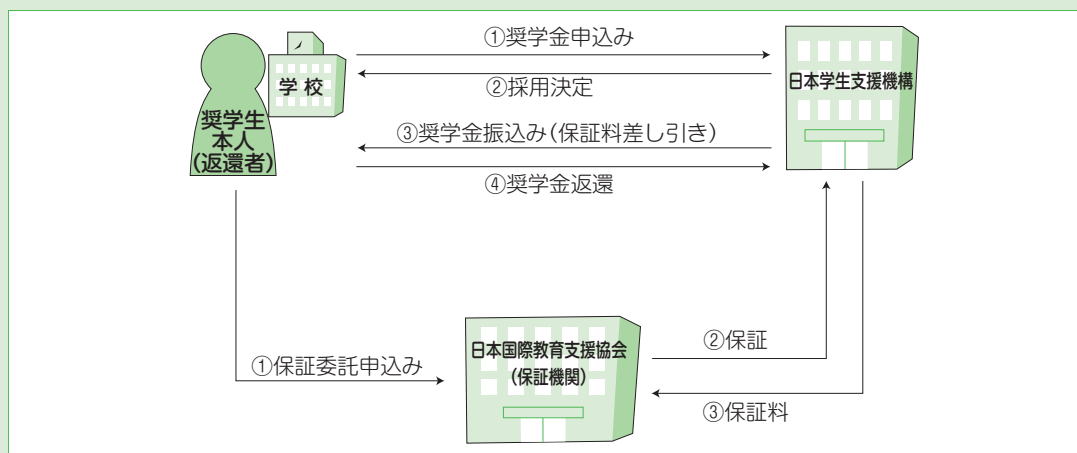 ①奨学金申込み
学校
日本学生支援機構
②採用決定
奨学生
本人
(返還者)
③奨学金振込み(保証料差し引き)
④奨学金返還
日本国際教育支援協会
(保証機関)
②保証
①保証委託申込み
③保証料